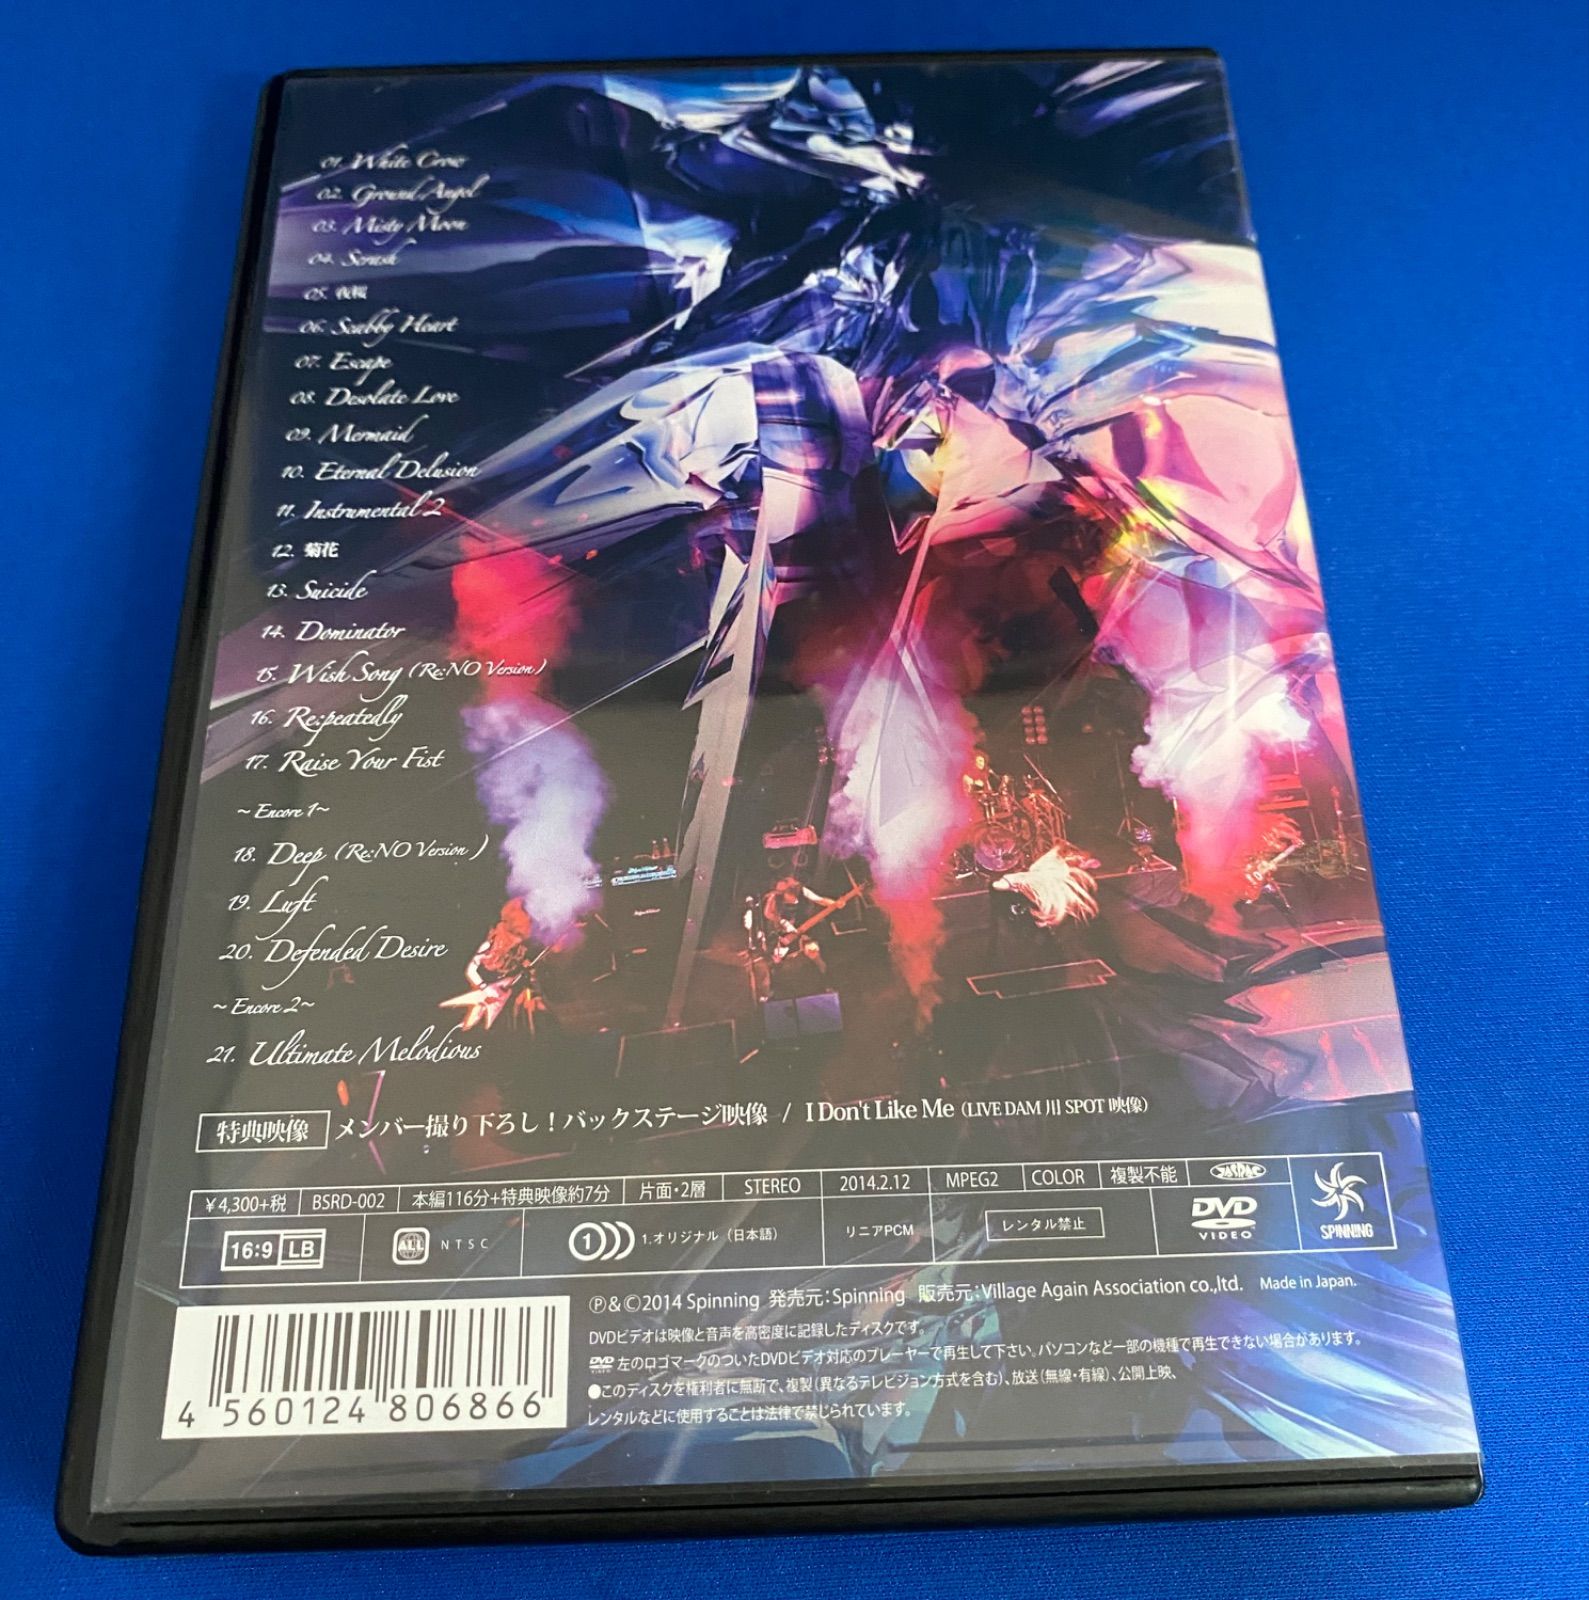 01. White Crow
02. Ground Angel
03. Misty Moon
04. Scrash
05. 夜桜
06. Scabby Heart
07. Escape
08. Desolate Love
09. Mermaid
10. Eternal Delusion
11. Instrumental 2
12. 菊花
13. Suicide
14. Dominator
15. Wish Song (Re:NO Version)
16. Re:peatedly
17. Raise Your Fist
~Encore 1~
18. Deep (Re:NO Version)
19. Luft
20. Defended Desire
~Encore 2~
21. Ultimate Melodious
特典映像 メンバー撮り下ろし！バックステージ映像 / I Don't Like Me (LIVE DAM 用 SPOT 映像)
¥4,300+税 BSRD-002 本編116分+特典映像約7分 片面・2層 STEREO 2014.2.12 MPEG2 COLOR 複製不能 JASRAC
16:9 LB ALL NTSC 1 1.オリジナル（日本語） リニアPCM レンタル禁止 DVD VIDEO SPINNING
Ⓟ&©2014 Spinning 発売元：Spinning 販売元：Village Again Association co.,ltd. Made in Japan.
DVDビデオは映像と音声を高密度に記録したディスクです。
DVD VIDEO 左のロゴマークのついたDVDビデオ対応のプレーヤーで再生して下さい。パソコンなど一部の機種で再生できない場合があります。
●このディスクを権利者に無断で、複製（異なるテレビジョン方式を含む）、放送（無線・有線）、公開上映、
レンタルなどに使用することは法律で禁じられています。
4 560124 806866